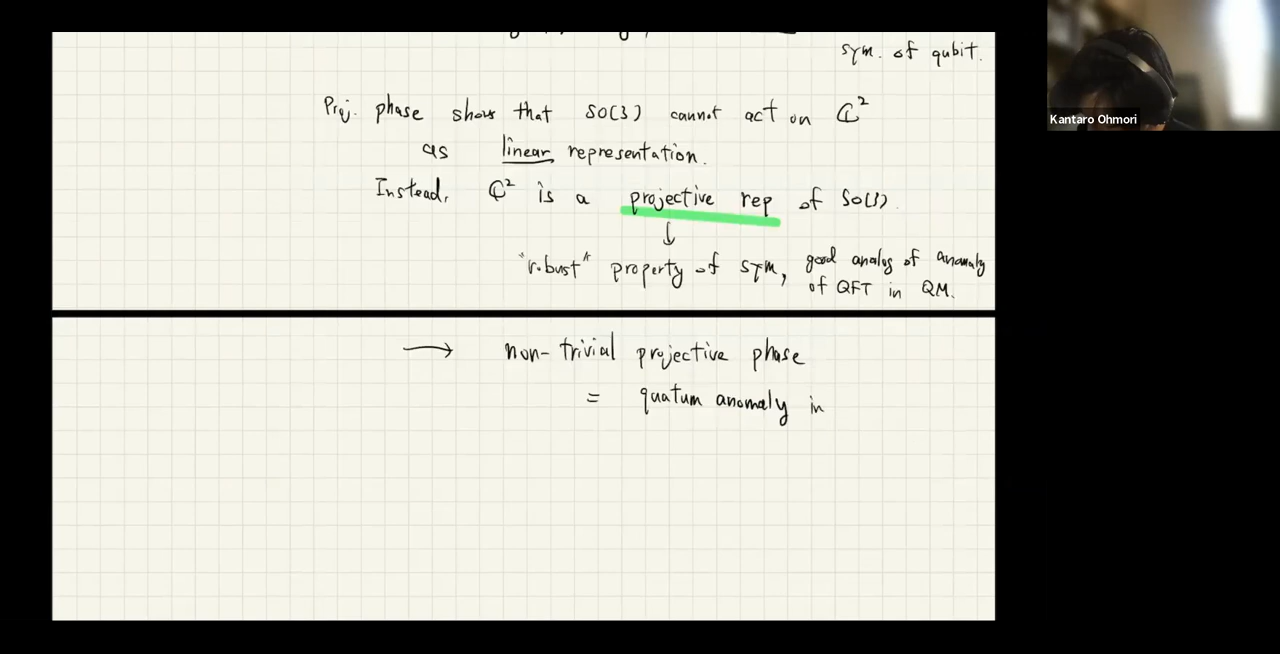 sym. of qubit.
Proj. phase shows that SO(3) cannot act on ℂ²
as linear representation.
Instead, ℂ² is a projective rep of SO(3).
↓
"robust" property of sym, good analog of anomaly
of QFT in QM.
→ non-trivial projective phase
= quatum anomaly in
Kantaro Ohmori